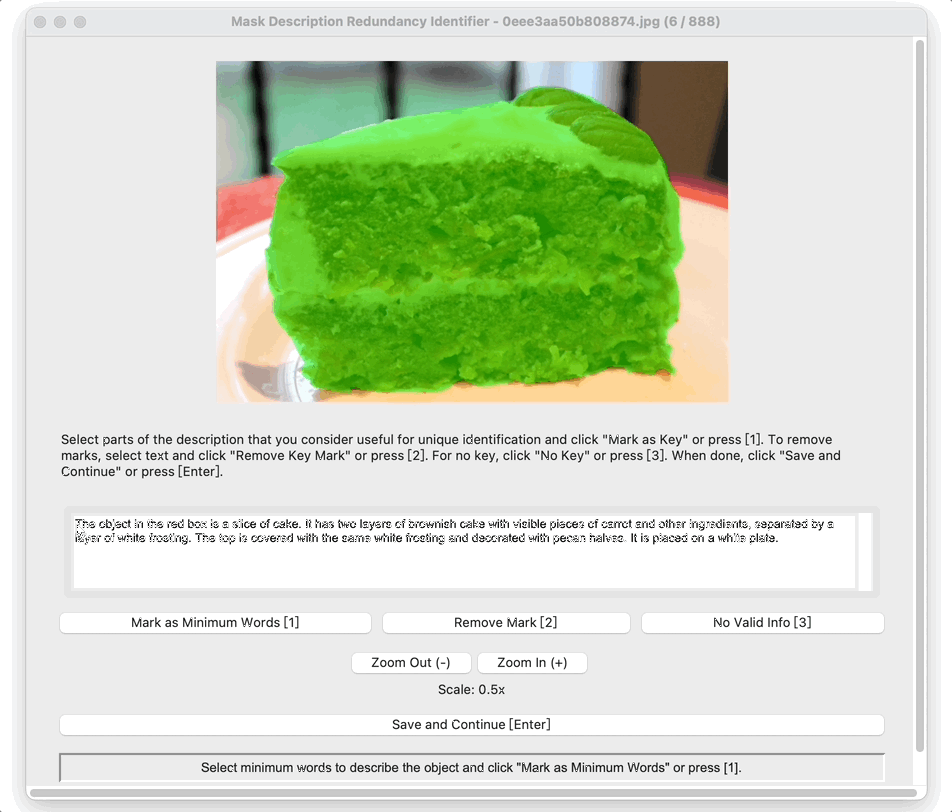 Mask Description Redundancy Identifier - 0eee3aa50b808874.jpg (6 / 888)
Select parts of the description that you consider useful for unique identification and click "Mark as Key" or press [1]. To remove
marks, select text and click "Remove Key Mark" or press [2]. For no key, click "No Key" or press [3]. When done, click "Save and
Continue" or press [Enter].
The object in the red box is a slice of cake. It has two layers of brownish cake with visible pieces of carrot and other ingredients, separated by a
layer of white frosting. The top is covered with the same white frosting and decorated with pecan halves. It is placed on a white plate.
Mark as Minimum Words [1]
Remove Mark [2]
No Valid Info [3]
Zoom Out (-)
Zoom In (+)
Scale: 0.5x
Save and Continue [Enter]
Select minimum words to describe the object and click "Mark as Minimum Words" or press [1].